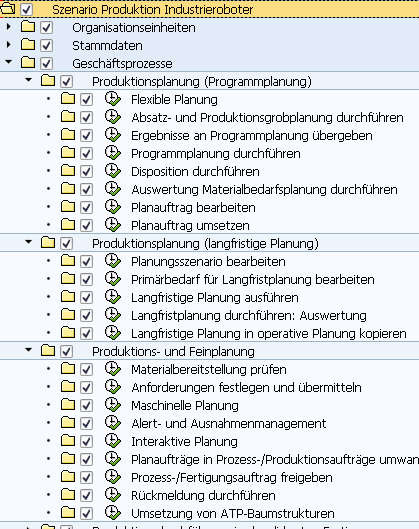 Szenario Produktion Industrieroboter
Organisationseinheiten
Stammdaten
Geschäftsprozesse
Produktionsplanung (Programmplanung)
Flexible Planung
Absatz- und Produktionsgrobplanung durchführen
Ergebnisse an Programmplanung übergeben
Programmplanung durchführen
Disposition durchführen
Auswertung Materialbedarfsplanung durchführen
Planauftrag bearbeiten
Planauftrag umsetzen
Produktionsplanung (langfristige Planung)
Planungsszenario bearbeiten
Primärbedarf für Langfristplanung bearbeiten
Langfristige Planung ausführen
Langfristplanung durchführen: Auswertung
Langfristige Planung in operative Planung kopieren
Produktions- und Feinplanung
Materialbereitstellung prüfen
Anforderungen festlegen und übermitteln
Maschinelle Planung
Alert- und Ausnahmenmanagement
Interaktive Planung
Planaufträge in Prozess-/Produktionsaufträge umwan
Prozess-/Fertigungsauftrag freigeben
Rückmeldung durchführen
Umsetzung von ATP-Baumstrukturen